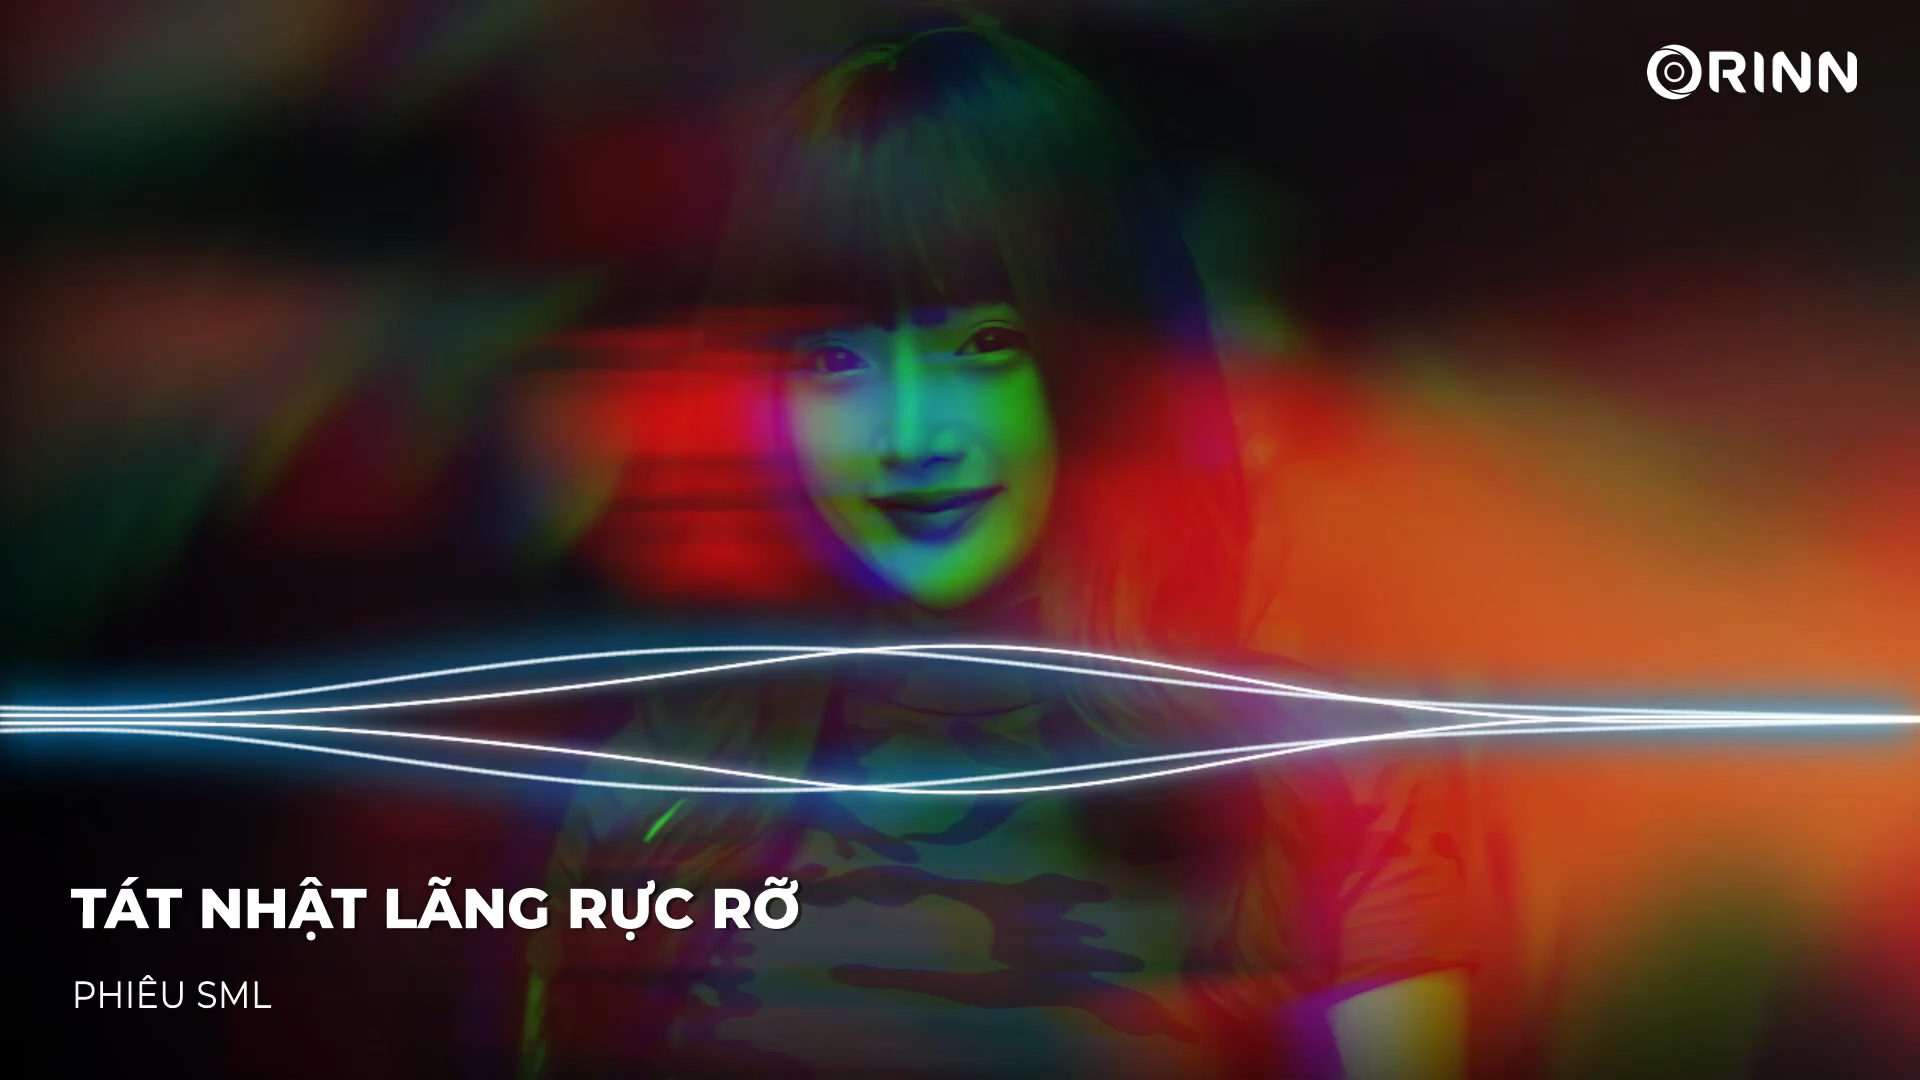 ORINN
TÁT NHẬT LÃNG RỰC RỠ
PHIÊU SML